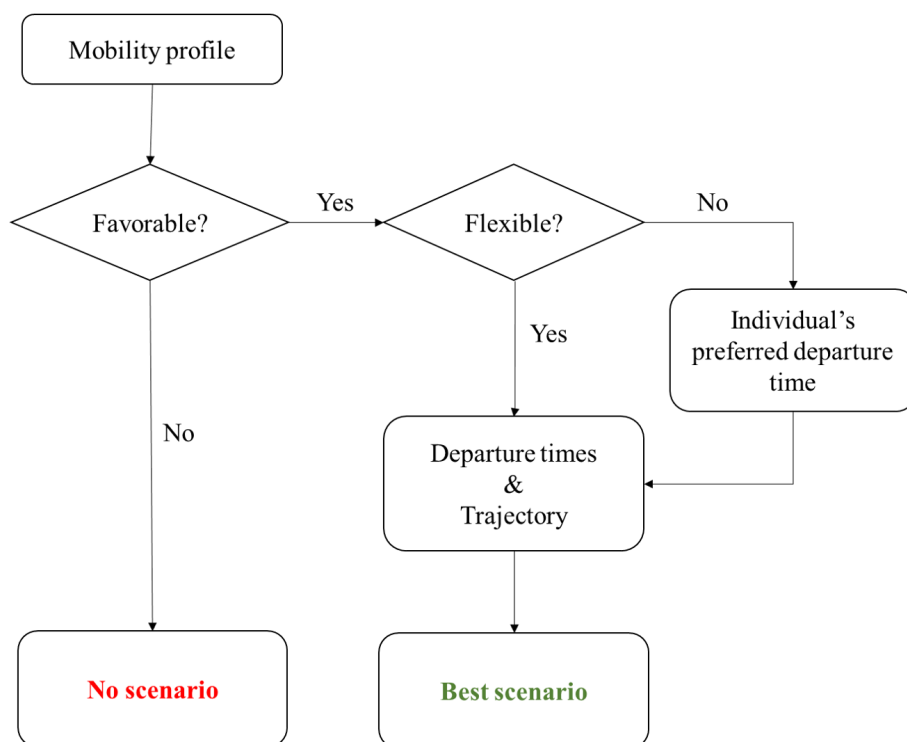 Mobility profile
Favorable?
Yes
Flexible?
No
Individual's
preferred departure
time
Yes
No
Departure times
&
Trajectory
No scenario
Best scenario